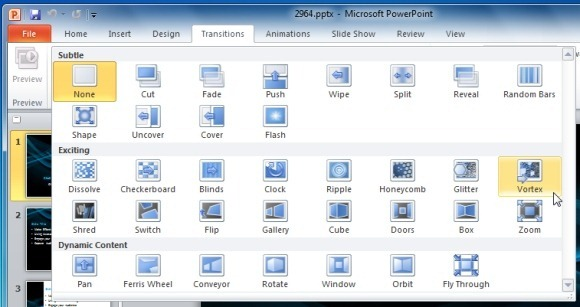 2964.pptx - Microsoft PowerPoint
File Home Insert Design Transitions Animations Slide Show Review View
Preview
Preview
Subtle
None Cut Fade Push Wipe Split Reveal Random Bars
Shape Uncover Cover Flash
Exciting
Dissolve Checkerboard Blinds Clock Ripple Honeycomb Glitter Vortex
Shred Switch Flip Gallery Cube Doors Box Zoom
Dynamic Content
Pan Ferris Wheel Conveyor Rotate Window Orbit Fly Through
1
2
3